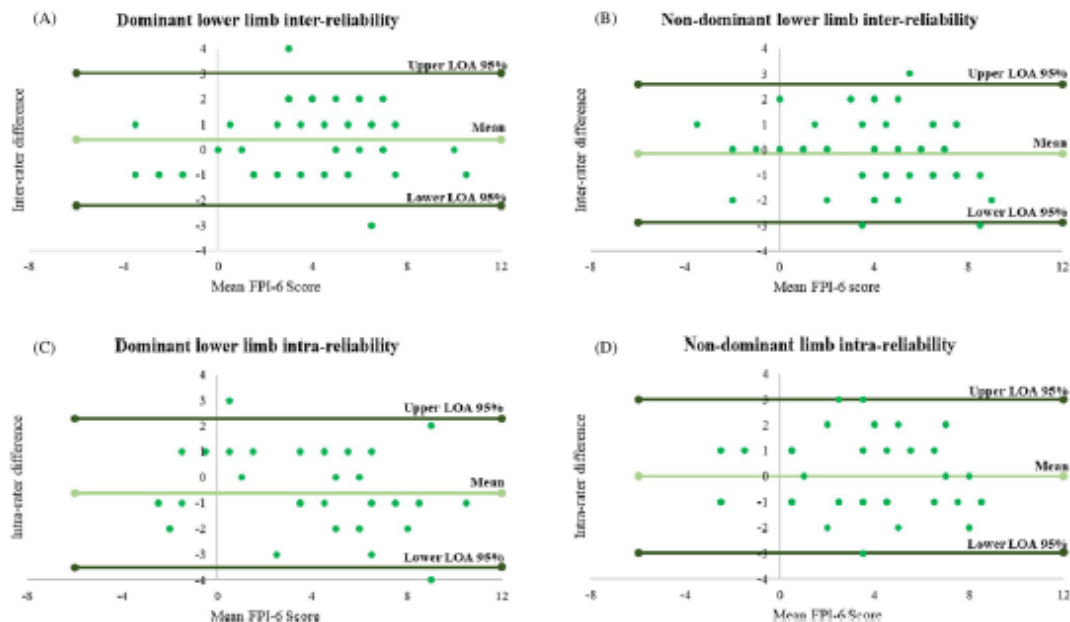 (A)
Dominant lower limb inter-reliability
4
Upper LOA 95%
3
2
1
Mean
0
-1
-2
Lower LOA 95%
-3
-4
-8
-4
0
4
8
12
Inter-rater difference
Mean FPI-6 Score
(B)
Non-dominant lower limb inter-reliability
4
3
Upper LOA 95%
2
1
0
Mean
-1
-2
-3
Lower LOA 95%
-4
-8
-4
0
4
8
12
Inter-rater difference
Mean FPI-6 score
(C)
Dominant lower limb intra-reliability
4
3
Upper LOA 95%
2
1
0
Mean
-1
-2
-3
Lower LOA 95%
-4
-8
-4
0
4
8
12
Intra-rater difference
Mean FPI-6 Score
(D)
Non-dominant limb intra-reliability
4
3
Upper LOA 95%
2
1
0
Mean
-1
-2
-3
Lower LOA 95%
-4
-8
-4
0
4
8
12
Intra-rater difference
Mean FPI-6 Score